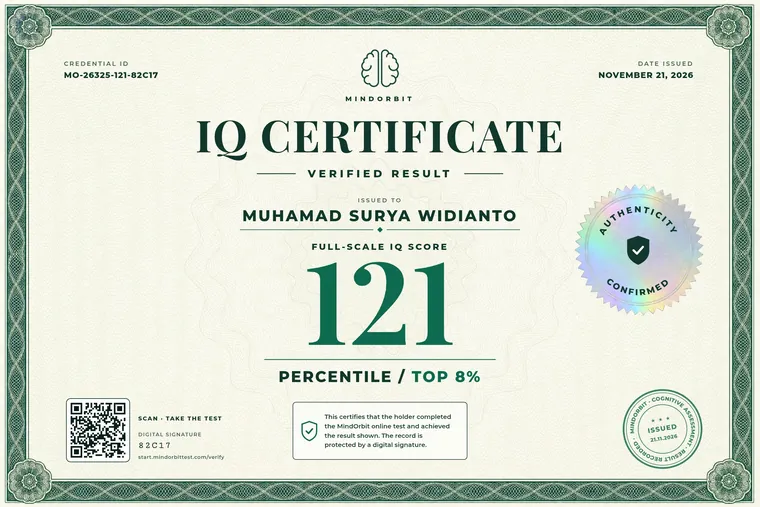 CREDENTIAL ID
MO-26325-121-82C17
DATE ISSUED
NOVEMBER 21, 2026
MINDORBIT
IQ CERTIFICATE
VERIFIED RESULT
ISSUED TO
MUHAMAD SURYA WIDIANTO
FULL-SCALE IQ SCORE
121
PERCENTILE / TOP 8%
AUTHENTICITY
CONFIRMED
SCAN • TAKE THE TEST
DIGITAL SIGNATURE
82C17
start.mindorbittest.com/verify
This certifies that the holder completed
the MindOrbit online test and achieved
the result shown. The record is
protected by a digital signature.
MINDORBIT · COGNITIVE ASSESSMENT · RESULT RECORDED ·
ISSUED
21.11.2026